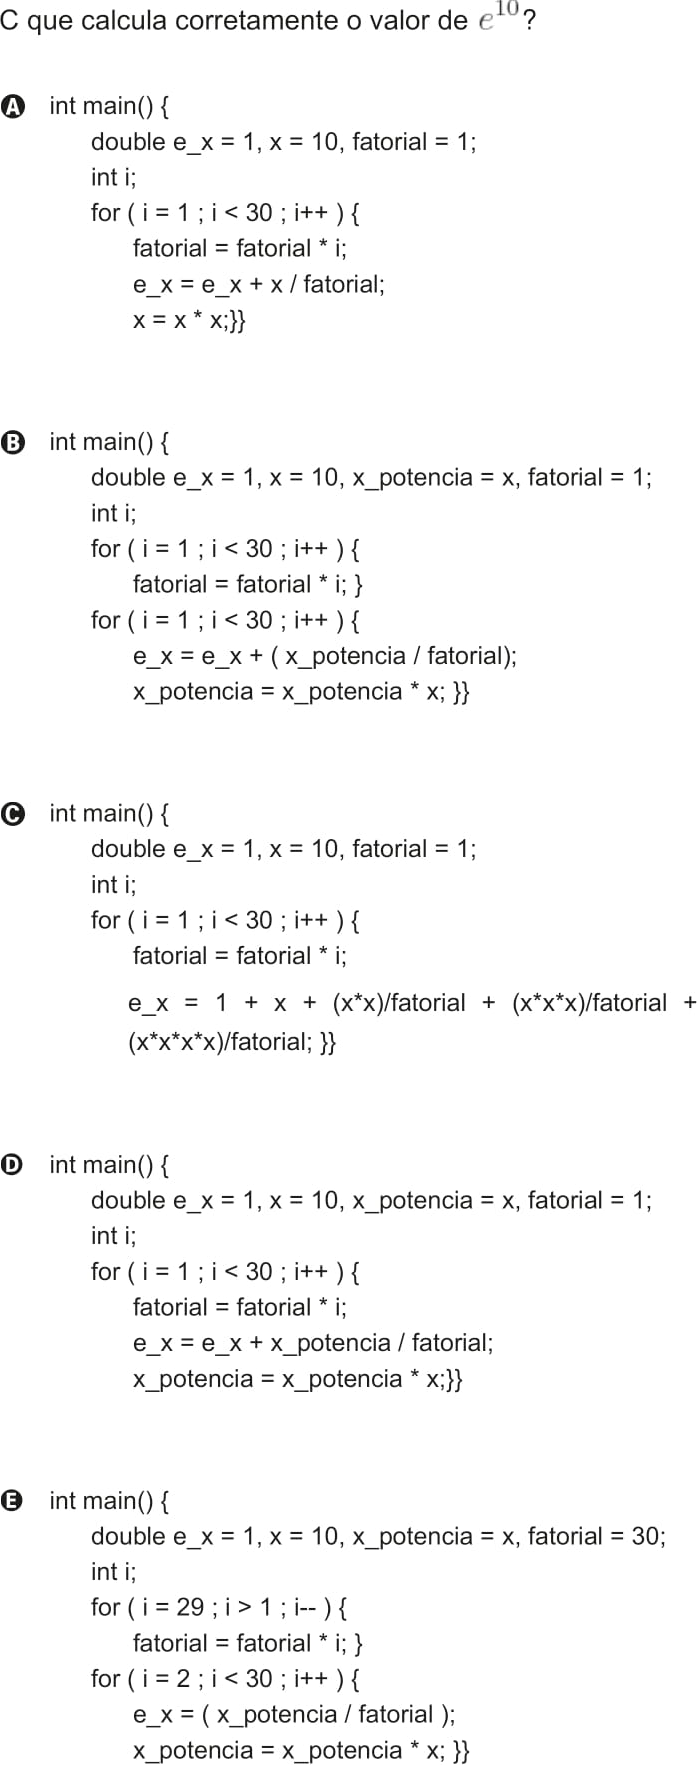 C que calcula corretamente o valor de e^10?
A int main() {
double e_x = 1, x = 10, fatorial = 1;
int i;
for ( i = 1 ; i < 30 ; i++ ) {
fatorial = fatorial * i;
e_x = e_x + x / fatorial;
x = x * x;}}
B int main() {
double e_x = 1, x = 10, x_potencia = x, fatorial = 1;
int i;
for ( i = 1 ; i < 30 ; i++ ) {
fatorial = fatorial * i; }
for ( i = 1 ; i < 30 ; i++ ) {
e_x = e_x + ( x_potencia / fatorial);
x_potencia = x_potencia * x; }}
C int main() {
double e_x = 1, x = 10, fatorial = 1;
int i;
for ( i = 1 ; i < 30 ; i++ ) {
fatorial = fatorial * i;
e_x = 1 + x + (x*x)/fatorial + (x*x*x)/fatorial +
(x*x*x*x)/fatorial; }}
D int main() {
double e_x = 1, x = 10, x_potencia = x, fatorial = 1;
int i;
for ( i = 1 ; i < 30 ; i++ ) {
fatorial = fatorial * i;
e_x = e_x + x_potencia / fatorial;
x_potencia = x_potencia * x;}}
E int main() {
double e_x = 1, x = 10, x_potencia = x, fatorial = 30;
int i;
for ( i = 29 ; i > 1 ; i-- ) {
fatorial = fatorial * i; }
for ( i = 2 ; i < 30 ; i++ ) {
e_x = ( x_potencia / fatorial );
x_potencia = x_potencia * x; }}